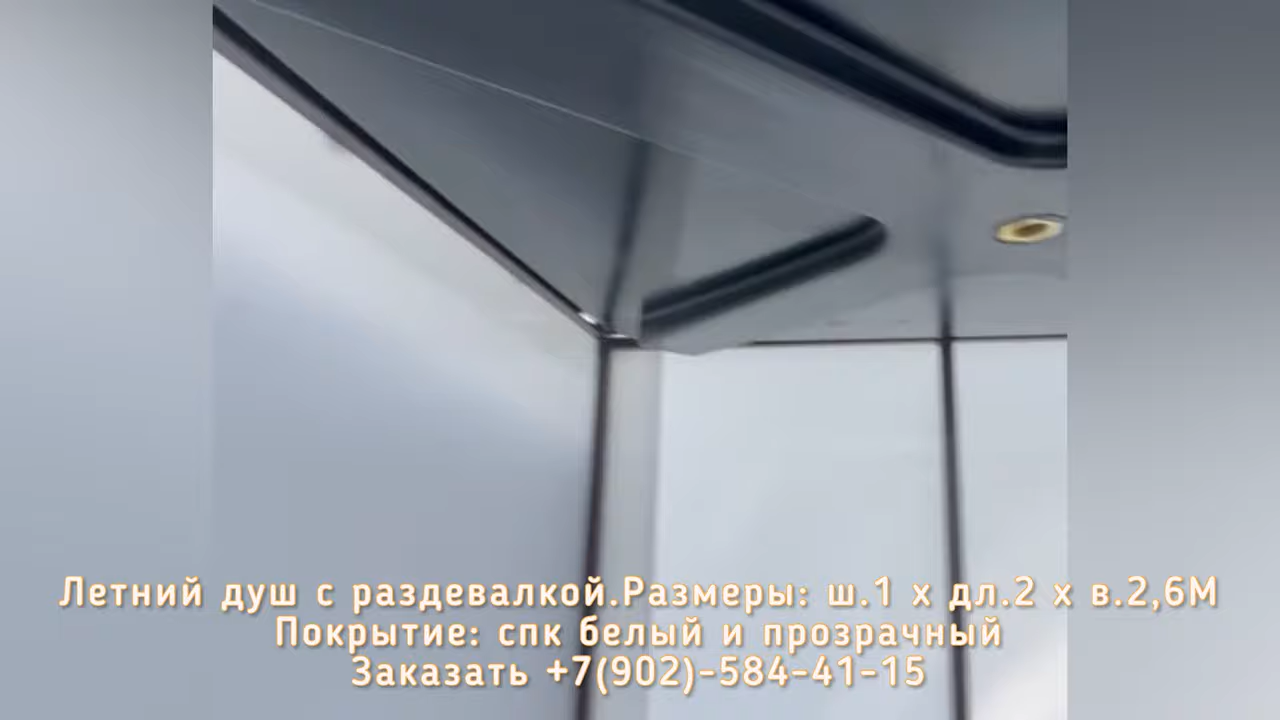 Летний душ с раздевалкой.Размеры: ш.1 х дл.2 х в.2,6М
Покрытие: спк белый и прозрачный
Заказать +7(902)-584-41-15